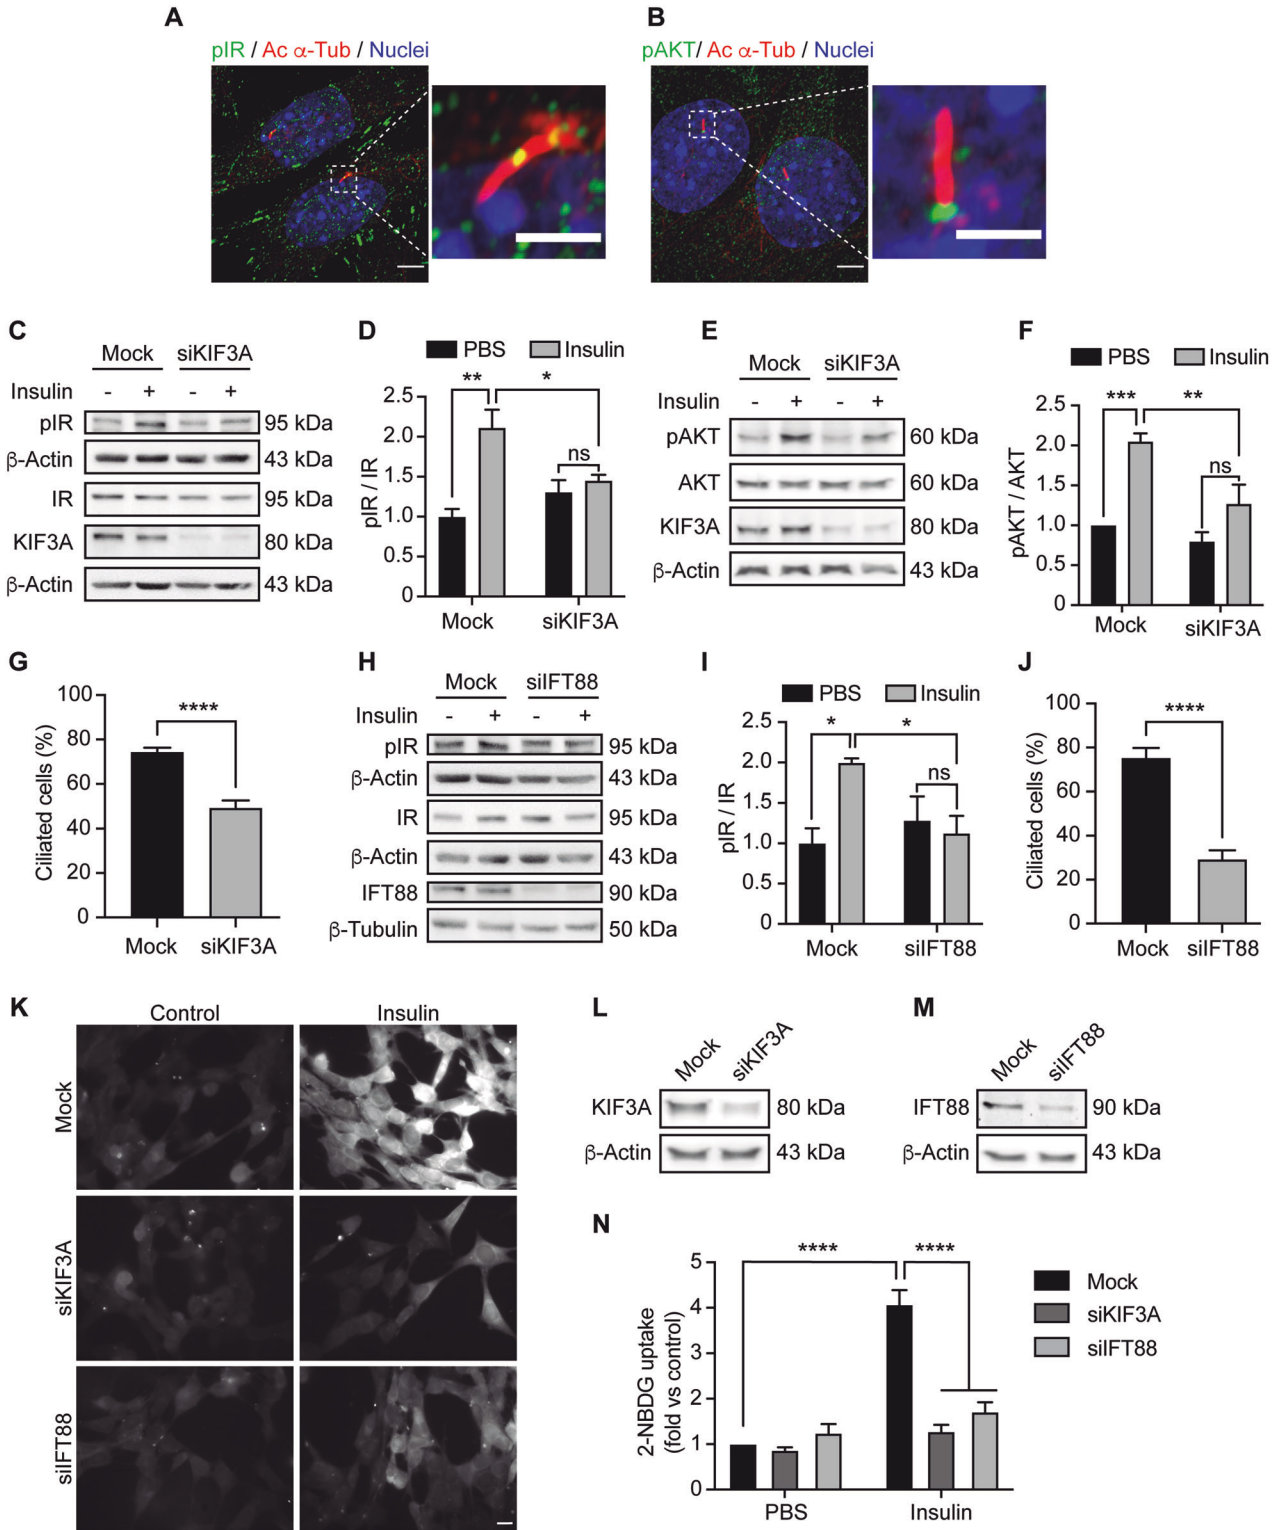 A
pIR / Ac α-Tub / Nuclei
B
pAKT/ Ac α-Tub / Nuclei
C
Mock siKIF3A
Insulin - + - +
pIR 95 kDa
β-Actin 43 kDa
IR 95 kDa
KIF3A 80 kDa
β-Actin 43 kDa
D
PBS Insulin
** *
ns
pIR / IR
2.5
2.0
1.5
1.0
0.5
0
Mock siKIF3A
E
Mock siKIF3A
Insulin - + - +
pAKT 60 kDa
AKT 60 kDa
KIF3A 80 kDa
β-Actin 43 kDa
F
PBS Insulin
*** **
ns
pAKT / AKT
2.5
2.0
1.5
1.0
0.5
0
Mock siKIF3A
G
****
Ciliated cells (%)
100
80
60
40
20
0
Mock siKIF3A
H
Mock siIFT88
Insulin - + - +
pIR 95 kDa
β-Actin 43 kDa
IR 95 kDa
β-Actin 43 kDa
IFT88 90 kDa
β-Tubulin 50 kDa
I
PBS Insulin
* *
ns
pIR / IR
2.5
2.0
1.5
1.0
0.5
0
Mock siIFT88
J
****
Ciliated cells (%)
100
80
60
40
20
0
Mock siIFT88
K
Control Insulin
Mock
siKIF3A
siIFT88
L
Mock siKIF3A
KIF3A 80 kDa
β-Actin 43 kDa
M
Mock siIFT88
IFT88 90 kDa
β-Actin 43 kDa
N
**** ****
2-NBDG uptake
(fold vs control)
5
4
3
2
1
0
PBS Insulin
Mock
siKIF3A
siIFT88